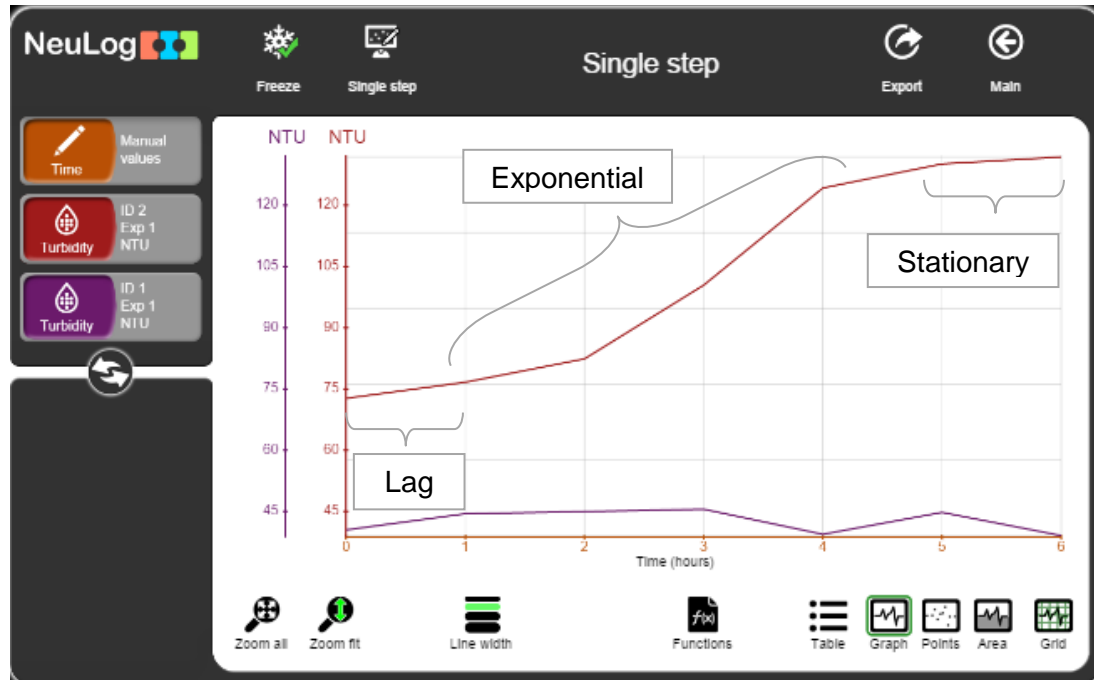 NeuLog
Freeze
Single step
Single step
Export
Main
Time
Manual
values
Turbidity
ID 2
Exp 1
NTU
Turbidity
ID 1
Exp 1
NTU
NTU NTU
120 120
105 105
90 90
75 75
60 60
45 45
Exponential
Stationary
Lag
0 1 2 3 4 5 6
Time (hours)
Zoom all
Zoom fit
Line width
f(x)
Functions
Table
Graph
Points
Area
Grid